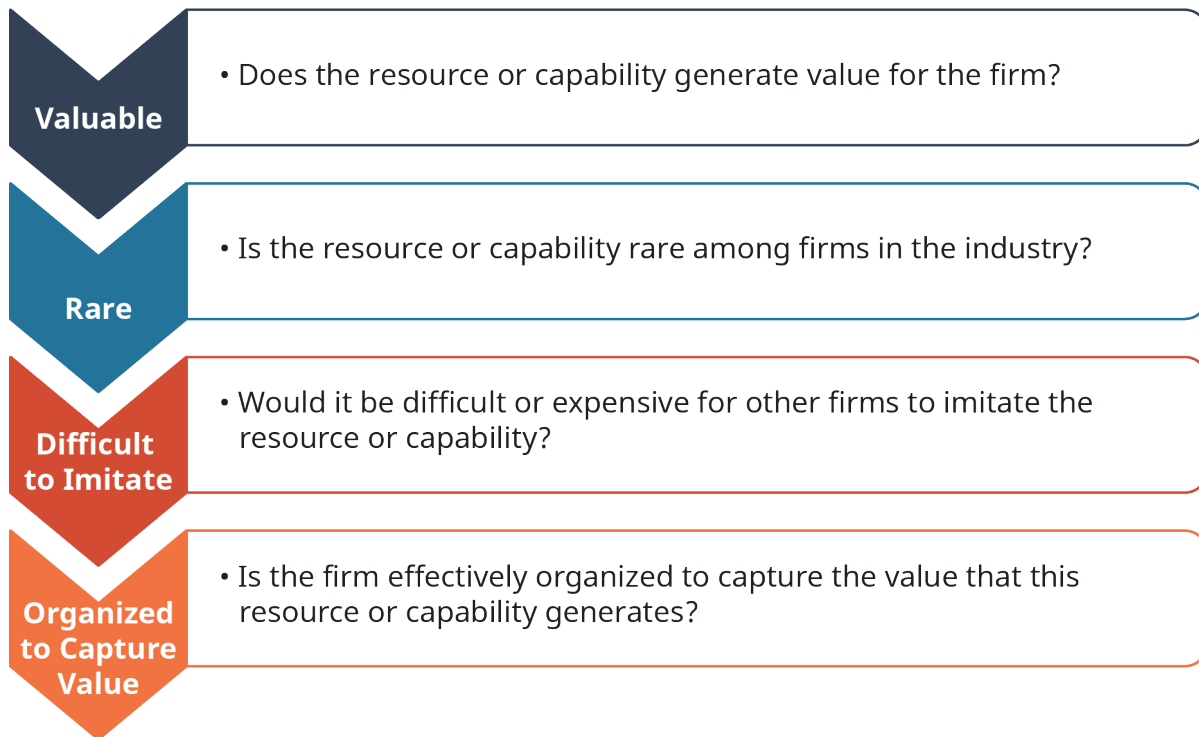 Valuable
• Does the resource or capability generate value for the firm?
Rare
• Is the resource or capability rare among firms in the industry?
Difficult
to Imitate
• Would it be difficult or expensive for other firms to imitate the
resource or capability?
Organized
to Capture
Value
• Is the firm effectively organized to capture the value that this
resource or capability generates?